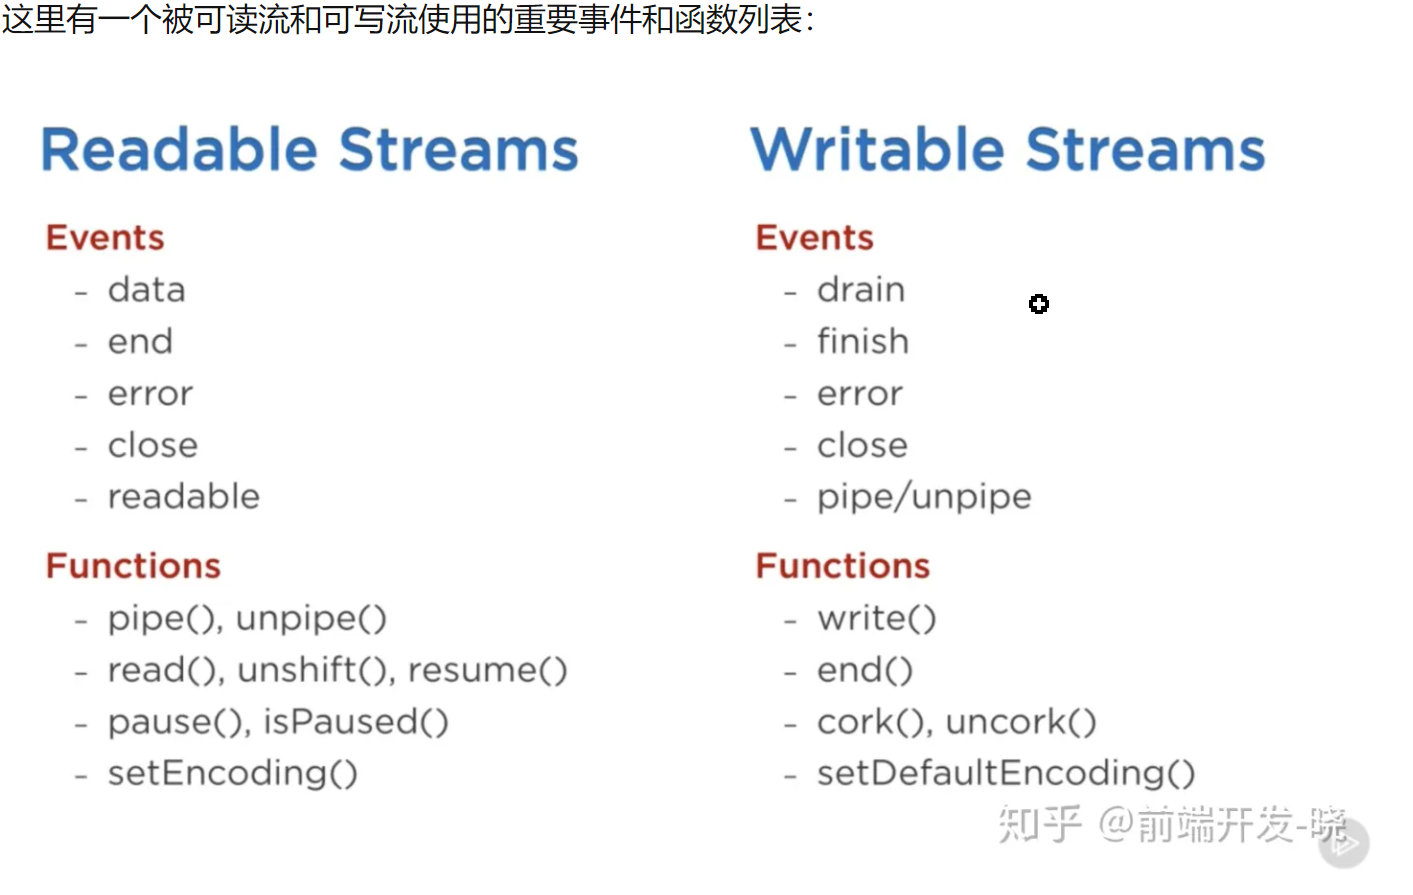 这里有一个被可读流和可写流使用的重要事件和函数列表：
Readable Streams
Events
- data
- end
- error
- close
- readable
Functions
- pipe(), unpipe()
- read(), unshift(), resume()
- pause(), isPaused()
- setEncoding()
Writable Streams
Events
- drain
- finish
- error
- close
- pipe/unpipe
Functions
- write()
- end()
- cork(), uncork()
- setDefaultEncoding()
知乎 @前端开发-晓